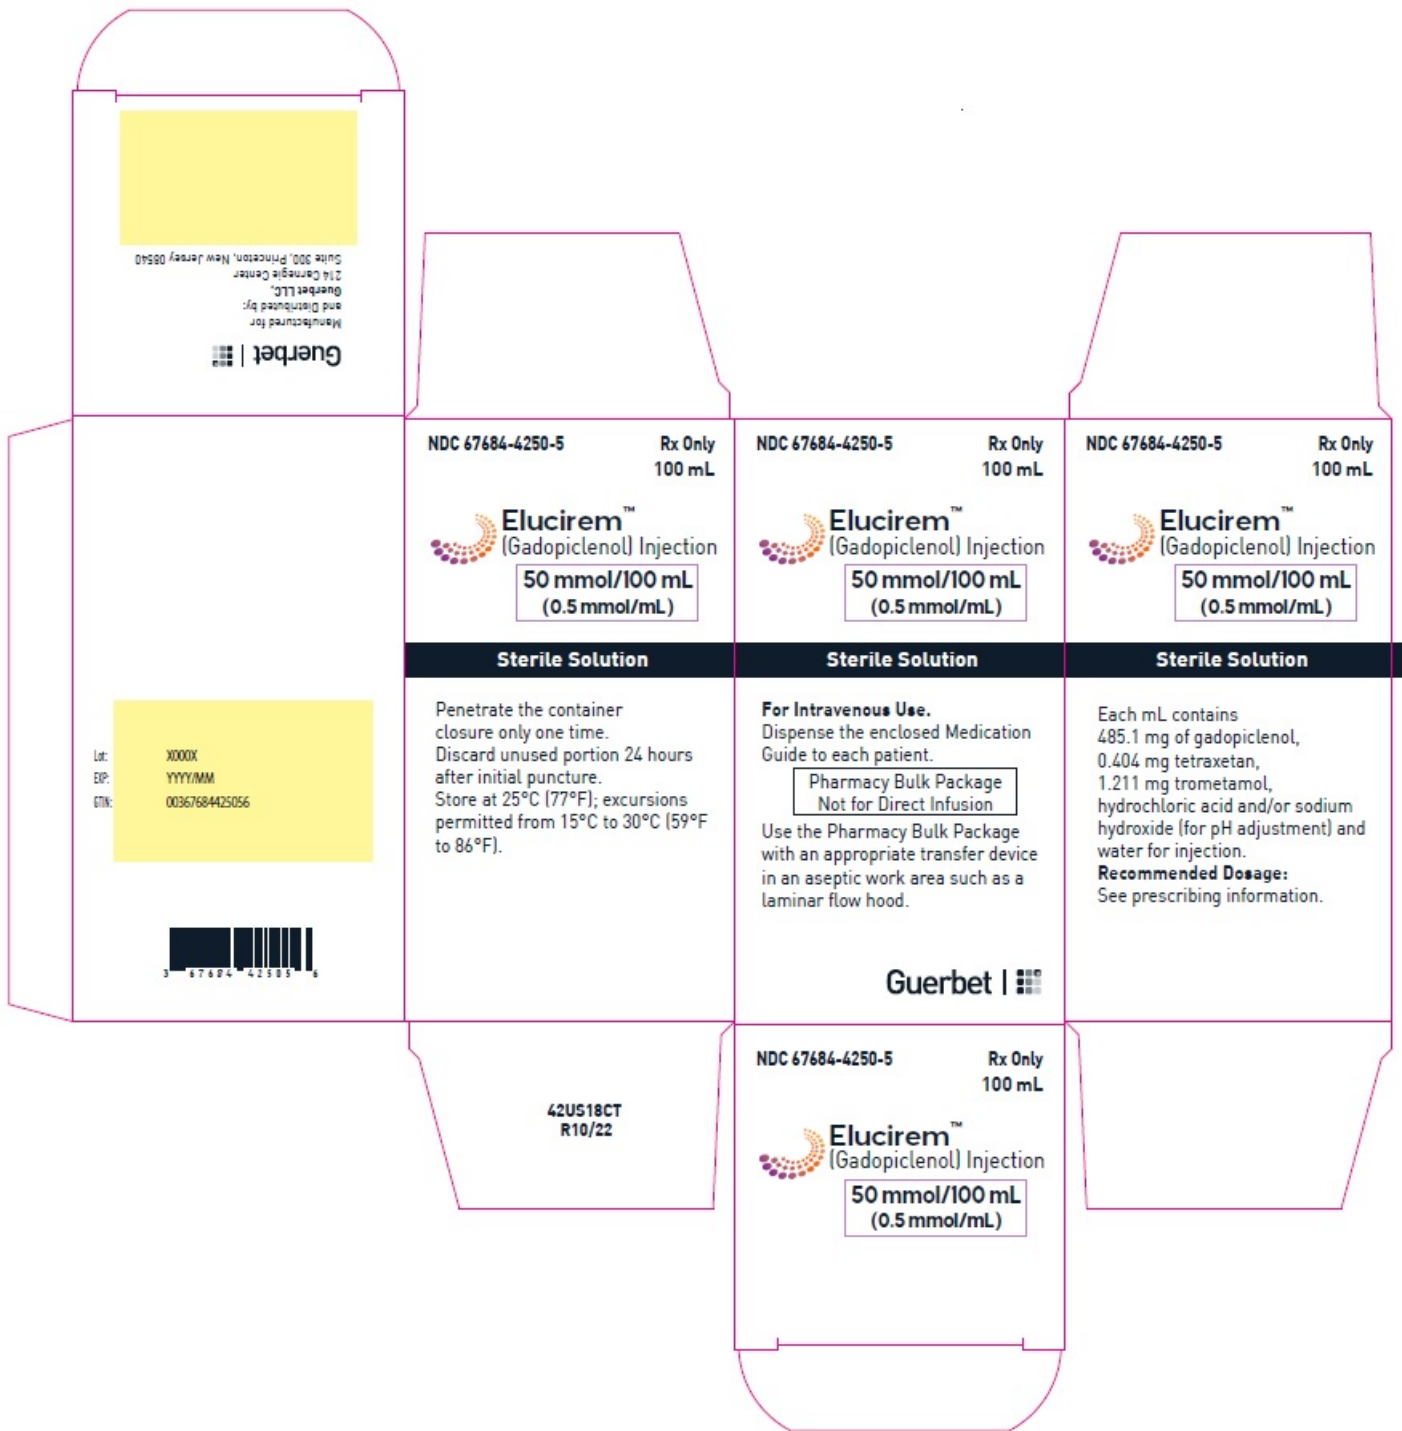 Guerbet
Manufactured for
and Distributed by:
Guerbet LLC,
214 Carnegie Center
Suite 300, Princeton, New Jersey 08540
Lot: X000X
EXP: YYYY/MM
GTIN: 00367684425056
3 67684 42505 6
NDC 67684-4250-5 Rx Only
100 mL
Elucirem™
(Gadopiclenol) Injection
50 mmol/100 mL
(0.5 mmol/mL)
Sterile Solution
Penetrate the container
closure only one time.
Discard unused portion 24 hours
after initial puncture.
Store at 25°C (77°F); excursions
permitted from 15°C to 30°C (59°F
to 86°F).
42US18CT
R10/22
NDC 67684-4250-5 Rx Only
100 mL
Elucirem™
(Gadopiclenol) Injection
50 mmol/100 mL
(0.5 mmol/mL)
Sterile Solution
For Intravenous Use.
Dispense the enclosed Medication
Guide to each patient.
Pharmacy Bulk Package
Not for Direct Infusion
Use the Pharmacy Bulk Package
with an appropriate transfer device
in an aseptic work area such as a
laminar flow hood.
Guerbet
NDC 67684-4250-5 Rx Only
100 mL
Elucirem™
(Gadopiclenol) Injection
50 mmol/100 mL
(0.5 mmol/mL)
NDC 67684-4250-5 Rx Only
100 mL
Elucirem™
(Gadopiclenol) Injection
50 mmol/100 mL
(0.5 mmol/mL)
Sterile Solution
Each mL contains
485.1 mg of gadopiclenol,
0.404 mg tetraxetan,
1.211 mg trometamol,
hydrochloric acid and/or sodium
hydroxide (for pH adjustment) and
water for injection.
Recommended Dosage:
See prescribing information.